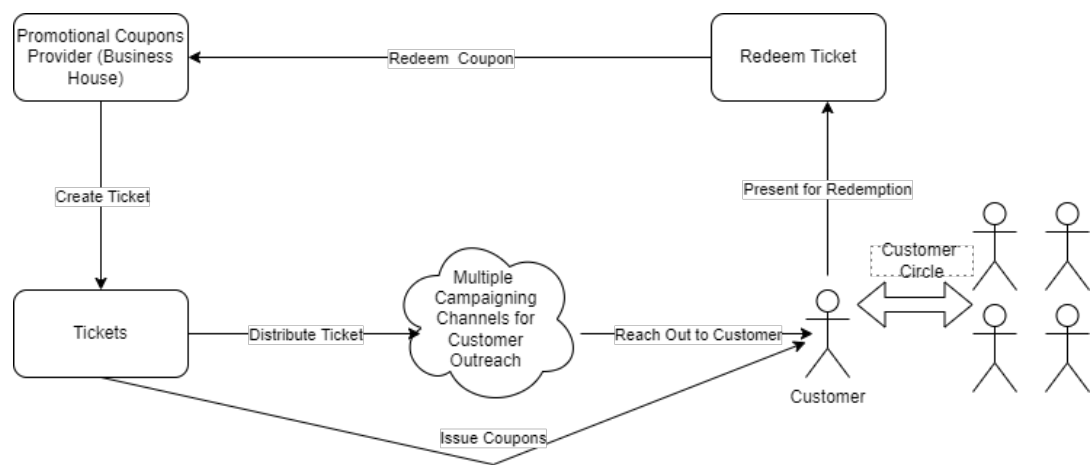 Promotional Coupons
Provider (Business
House)
Redeem Coupon
Redeem Ticket
Create Ticket
Present for Redemption
Customer
Circle
Tickets
Distribute Ticket
Multiple
Campaigning
Channels for
Customer
Outreach
Reach Out to Customer
Customer
Issue Coupons